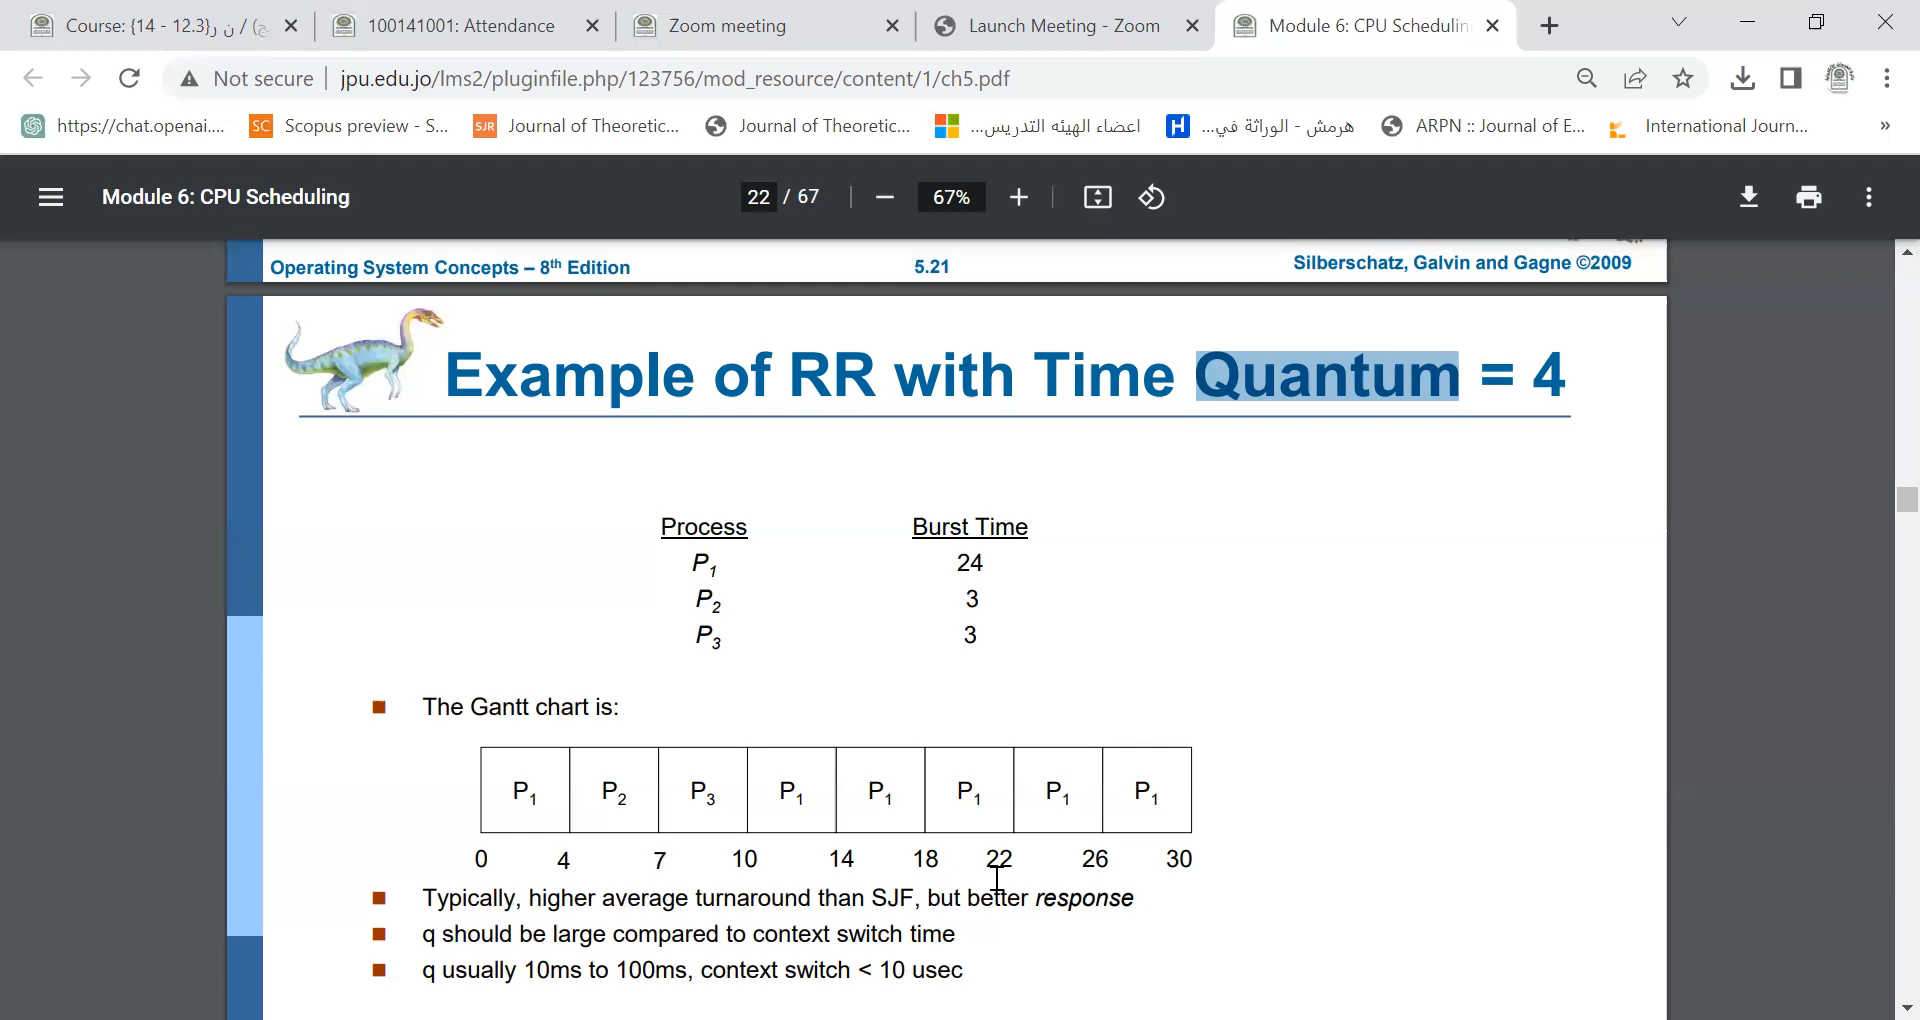 Course: {14 - 12.3}ن ر / (ج
100141001: Attendance
Zoom meeting
Launch Meeting - Zoom
Module 6: CPU Schedulin
Not secure
jpu.edu.jo/lms2/pluginfile.php/123756/mod_resource/content/1/ch5.pdf
https://chat.openai....
SC
Scopus preview - S...
SJR
Journal of Theoretic...
Journal of Theoretic...
اعضاء الهيئه التدريس...
H
هرمش - الوراثة في...
ARPN :: Journal of E...
International Journ...
»
Module 6: CPU Scheduling
22 / 67
67%
Operating System Concepts – 8th Edition
5.21
Silberschatz, Galvin and Gagne ©2009
Example of RR with Time Quantum = 4
Process Burst Time
P1 24
P2 3
P3 3
The Gantt chart is:
P1 P2 P3 P1 P1 P1 P1 P1
0 4 7 10 14 18 22 26 30
Typically, higher average turnaround than SJF, but better response
q should be large compared to context switch time
q usually 10ms to 100ms, context switch < 10 usec